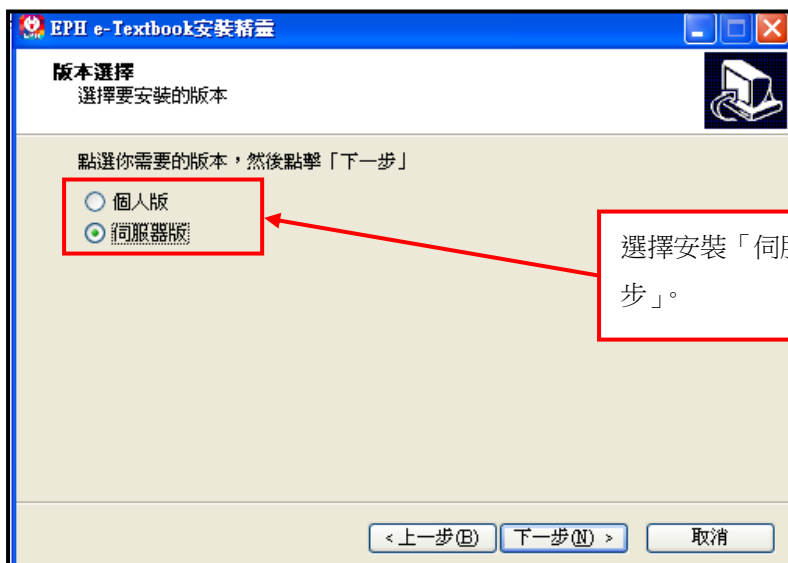 EPH e-Textbook安裝精靈
版本選擇
選擇要安裝的版本
點選你需要的版本，然後點擊「下一步」
個人版
伺服器版
選擇安裝「伺服
步」。
<上一步(B)
下一步(N) >
取消